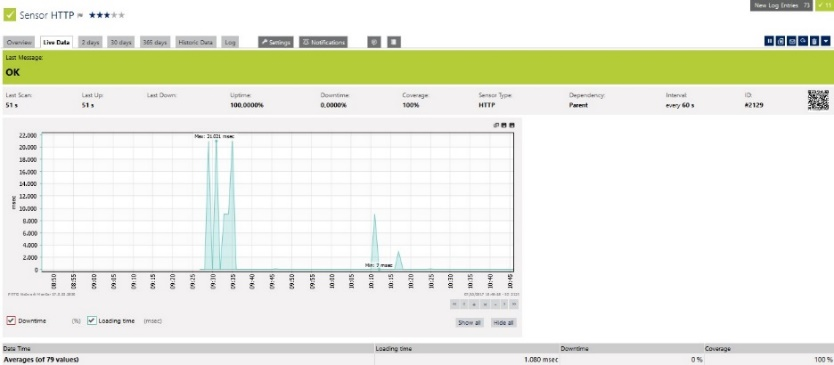 New Log Entries 73
11
Sensor HTTP
Overview Live Data 2 days 30 days 365 days Historic Data Log Settings Notifications
Last Message:
OK
Last Scan: Last Up: Last Down: Uptime: Downtime: Coverage: Sensor Type: Dependency: Interval: ID:
51 s 51 s 100,0000% 0,0000% 100% HTTP Parent every 60 s #2129
Max: 21.021 msec
22.000
20.000
18.000
16.000
14.000
12.000
10.000
8.000
6.000
4.000
2.000
0
msec
Min: 7 msec
08:50 08:55 09:00 09:05 09:10 09:15 09:20 09:25 09:30 09:35 09:40 09:45 09:50 09:55 10:00 10:05 10:10 10:15 10:20 10:25 10:30 10:35 10:40 10:45
Downtime (%) Loading time (msec)
Show all Hide all
Date Time Loading time Downtime Coverage
Averages (of 79 values) 1.080 msec 0 % 100 %